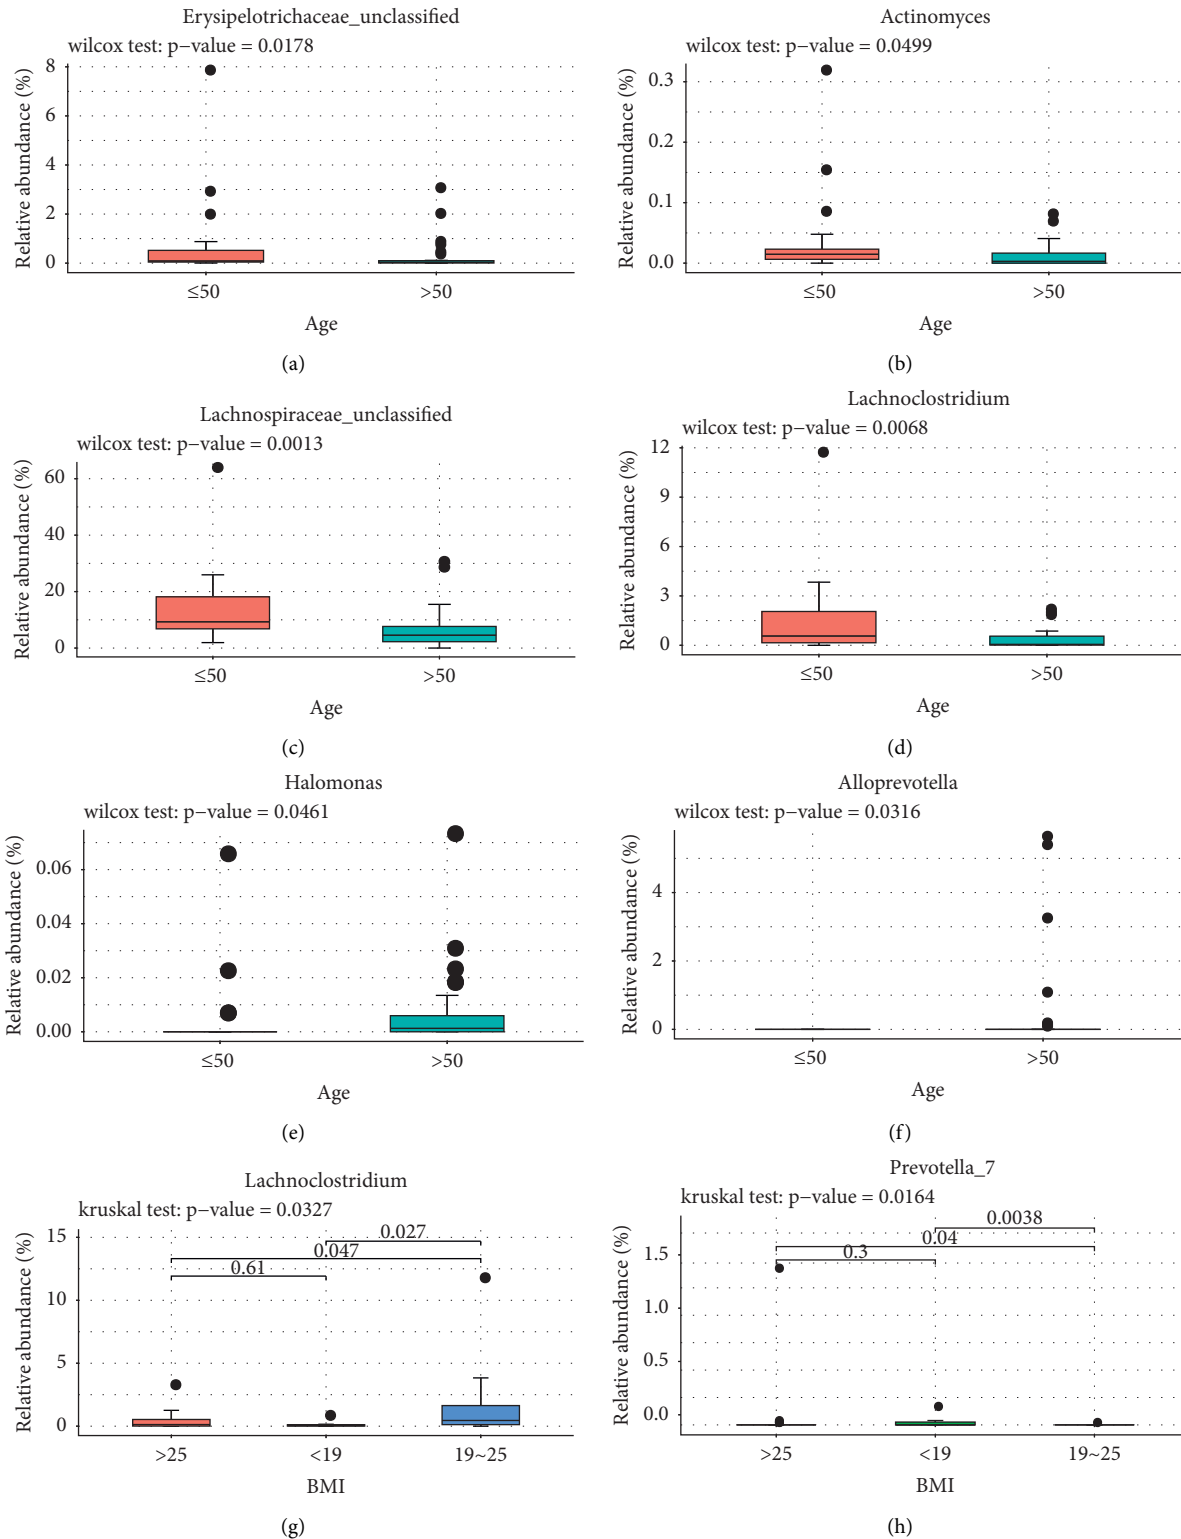 Erysipelotrichaceae_unclassified
wilcox test: p−value = 0.0178
Relative abundance (%)
8
6
4
2
0
≤50
>50
Age
(a)
Actinomyces
wilcox test: p−value = 0.0499
Relative abundance (%)
0.3
0.2
0.1
0.0
≤50
>50
Age
(b)
Lachnospiraceae_unclassified
wilcox test: p−value = 0.0013
Relative abundance (%)
60
40
20
0
≤50
>50
Age
(c)
Lachnoclostridium
wilcox test: p−value = 0.0068
Relative abundance (%)
12
9
6
3
0
≤50
>50
Age
(d)
Halomonas
wilcox test: p−value = 0.0461
Relative abundance (%)
0.06
0.04
0.02
0.00
≤50
>50
Age
(e)
Alloprevotella
wilcox test: p−value = 0.0316
Relative abundance (%)
4
2
0
≤50
>50
Age
(f)
Lachnoclostridium
kruskal test: p−value = 0.0327
Relative abundance (%)
15
10
5
0
0.027
0.047
0.61
>25
<19
19~25
BMI
(g)
Prevotella_7
kruskal test: p−value = 0.0164
Relative abundance (%)
1.5
1.0
0.5
0.0
0.0038
0.04
0.3
>25
<19
19~25
BMI
(h)